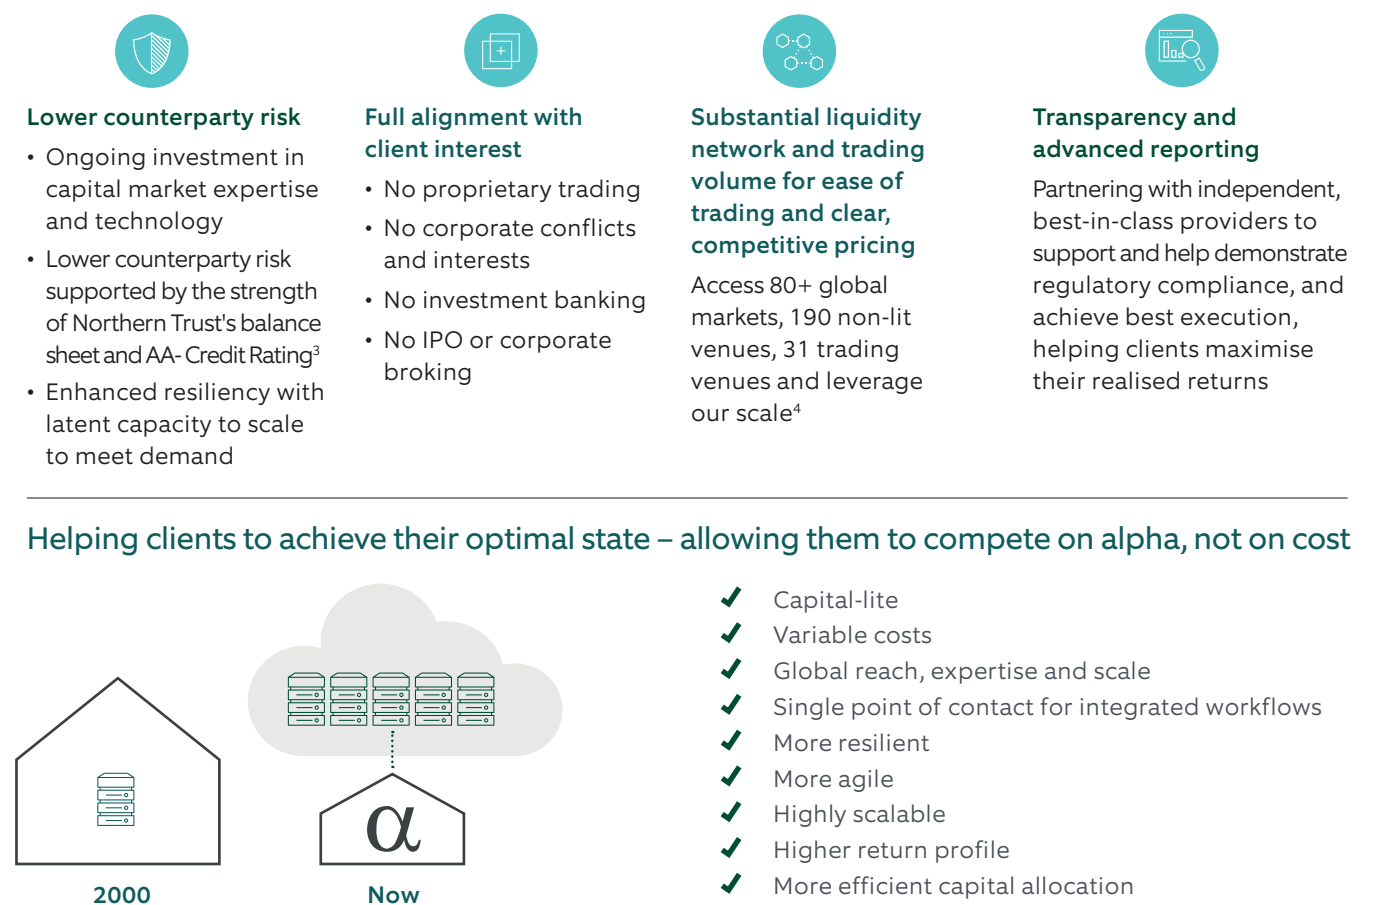 Lower counterparty risk
• Ongoing investment in
capital market expertise
and technology
• Lower counterparty risk
supported by the strength
of Northern Trust's balance
sheet and AA- Credit Rating³
• Enhanced resiliency with
latent capacity to scale
to meet demand
Full alignment with
client interest
• No proprietary trading
• No corporate conflicts
and interests
• No investment banking
• No IPO or corporate
broking
Substantial liquidity
network and trading
volume for ease of
trading and clear,
competitive pricing
Access 80+ global
markets, 190 non-lit
venues, 31 trading
venues and leverage
our scale⁴
Transparency and
advanced reporting
Partnering with independent,
best-in-class providers to
support and help demonstrate
regulatory compliance, and
achieve best execution,
helping clients maximise
their realised returns
Helping clients to achieve their optimal state – allowing them to compete on alpha, not on cost
α
2000
Now
Capital-lite
Variable costs
Global reach, expertise and scale
Single point of contact for integrated workflows
More resilient
More agile
Highly scalable
Higher return profile
More efficient capital allocation